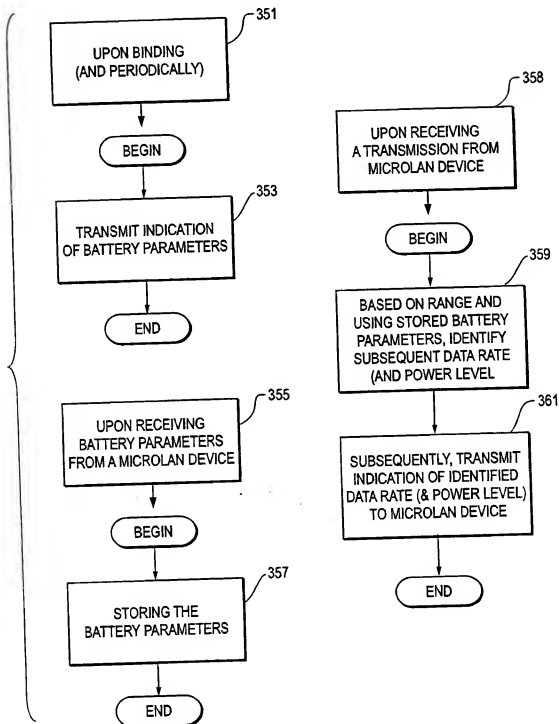 351
UPON BINDING
(AND PERIODICALLY)
BEGIN
353
TRANSMIT INDICATION
OF BATTERY PARAMETERS
END
355
UPON RECEIVING
BATTERY PARAMETERS
FROM A MICROLAN DEVICE
BEGIN
357
STORING THE
BATTERY PARAMETERS
END
358
UPON RECEIVING
A TRANSMISSION FROM
MICROLAN DEVICE
BEGIN
359
BASED ON RANGE AND
USING STORED BATTERY
PARAMETERS, IDENTIFY
SUBSEQUENT DATA RATE
(AND POWER LEVEL
361
SUBSEQUENTLY, TRANSMIT
INDICATION OF IDENTIFIED
DATA RATE (& POWER LEVEL)
TO MICROLAN DEVICE
END